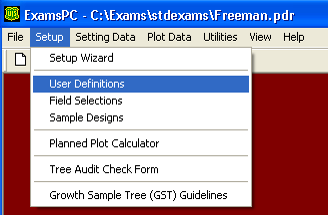 ExamsPC - C:\Exams\stdexams\Freeman.pdr
File Setup Setting Data Plot Data Utilities View Help
Setup Wizard
User Definitions
Field Selections
Sample Designs
Planned Plot Calculator
Tree Audit Check Form
Growth Sample Tree (GST) Guidelines